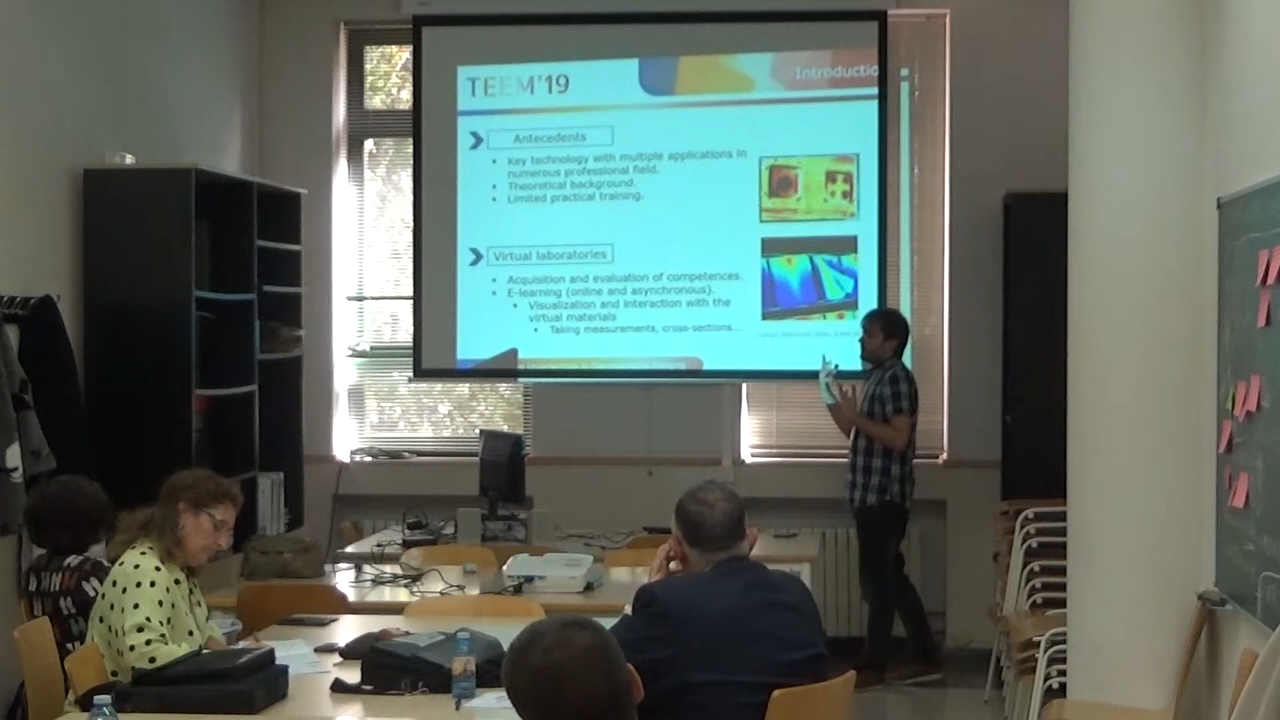 TEEM'19
Introductio
Antecedents
Key technology with multiple applications in
numerous professional field.
Theoretical background.
Limited practical training.
Virtual laboratories
Acquisition and evaluation of competences.
E-learning (online and asynchronous).
Visualization and interaction with the
virtual materials
Taking measurements, cross-sections...